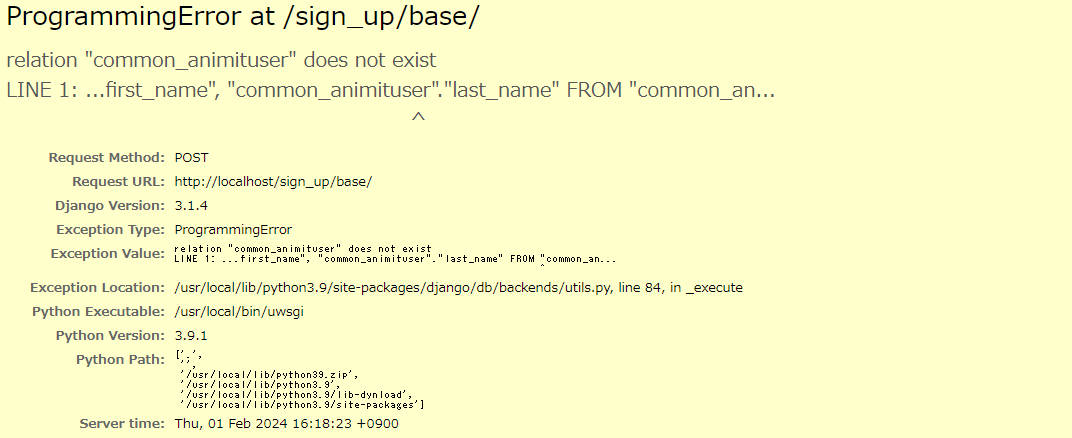 ProgrammingError at /sign_up/base/
relation "common_animituser" does not exist
LINE 1: ...first_name", "common_animituser"."last_name" FROM "common_an...
^
Request Method: POST
Request URL: http://localhost/sign_up/base/
Django Version: 3.1.4
Exception Type: ProgrammingError
Exception Value: relation "common_animituser" does not exist
LINE 1: ...first_name", "common_animituser"."last_name" FROM "common_an...
^
Exception Location: /usr/local/lib/python3.9/site-packages/django/db/backends/utils.py, line 84, in _execute
Python Executable: /usr/local/bin/uwsgi
Python Version: 3.9.1
Python Path: ['.',
'',
'/usr/local/lib/python39.zip',
'/usr/local/lib/python3.9',
'/usr/local/lib/python3.9/lib-dynload',
'/usr/local/lib/python3.9/site-packages']
Server time: Thu, 01 Feb 2024 16:18:23 +0900